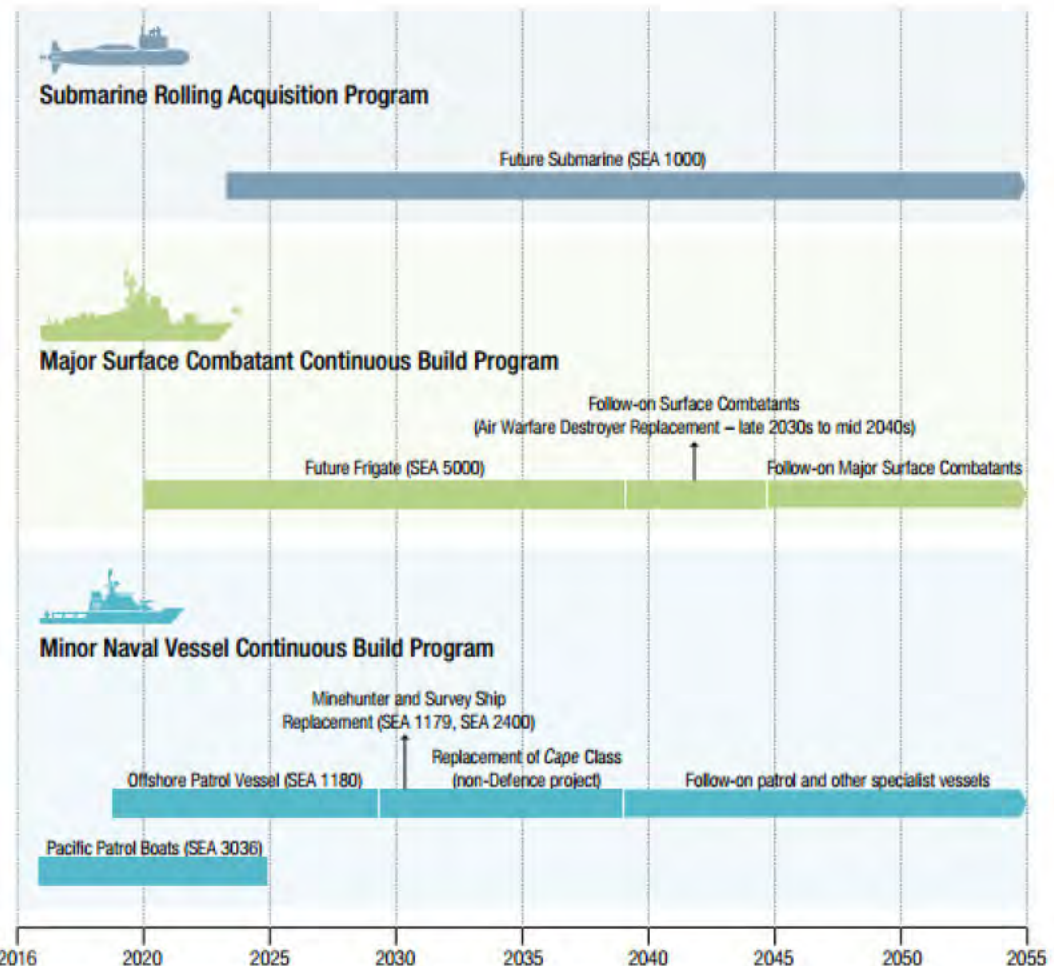 Submarine Rolling Acquisition Program
Future Submarine (SEA 1000)
Major Surface Combatant Continuous Build Program
Follow-on Surface Combatants
(Air Warfare Destroyer Replacement – late 2030s to mid 2040s)
Future Frigate (SEA 5000)
Follow-on Major Surface Combatants
Minor Naval Vessel Continuous Build Program
Minehunter and Survey Ship
Replacement (SEA 1179, SEA 2400)
Replacement of Cape Class
(non-Defence project)
Offshore Patrol Vessel (SEA 1180)
Follow-on patrol and other specialist vessels
Pacific Patrol Boats (SEA 3036)
2016 2020 2025 2030 2035 2040 2045 2050 2055